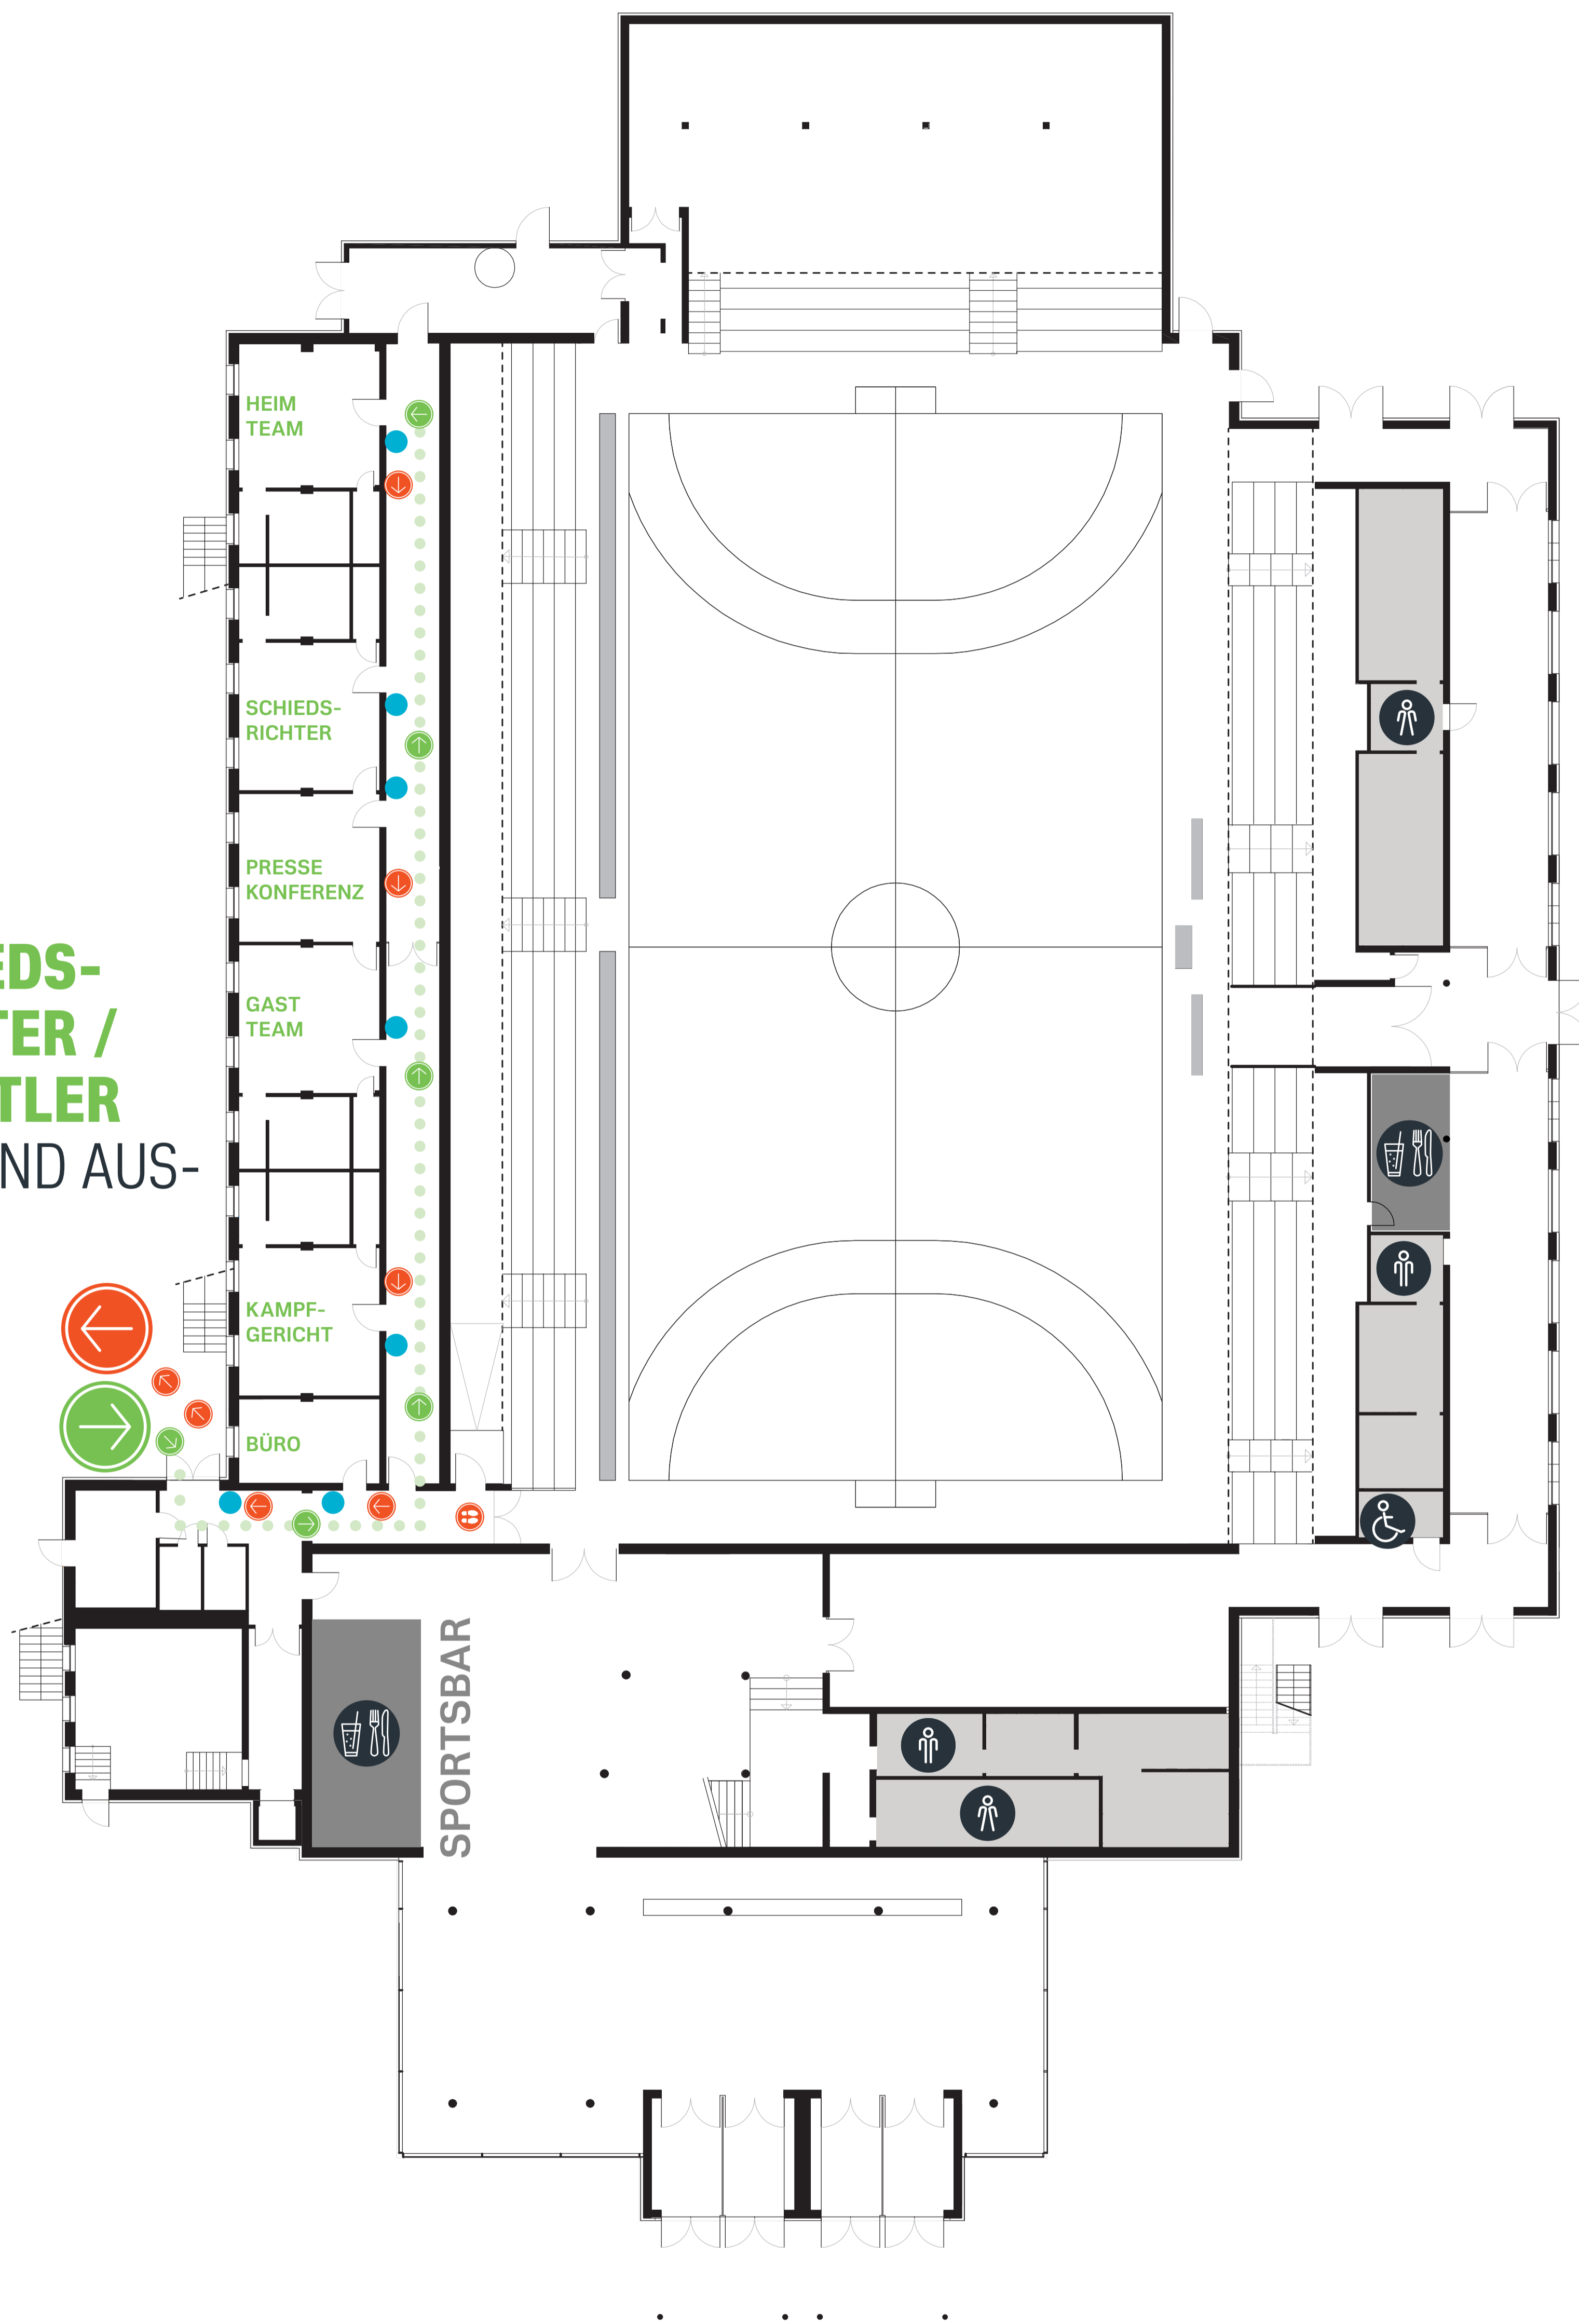 HEIM
TEAM
SCHIEDS-
RICHTER
PRESSE
KONFERENZ
GAST
TEAM
EDS-
TER /
TLER
ND AUS-
KAMPF-
GERICHT
BÜRO
SPORTSBAR